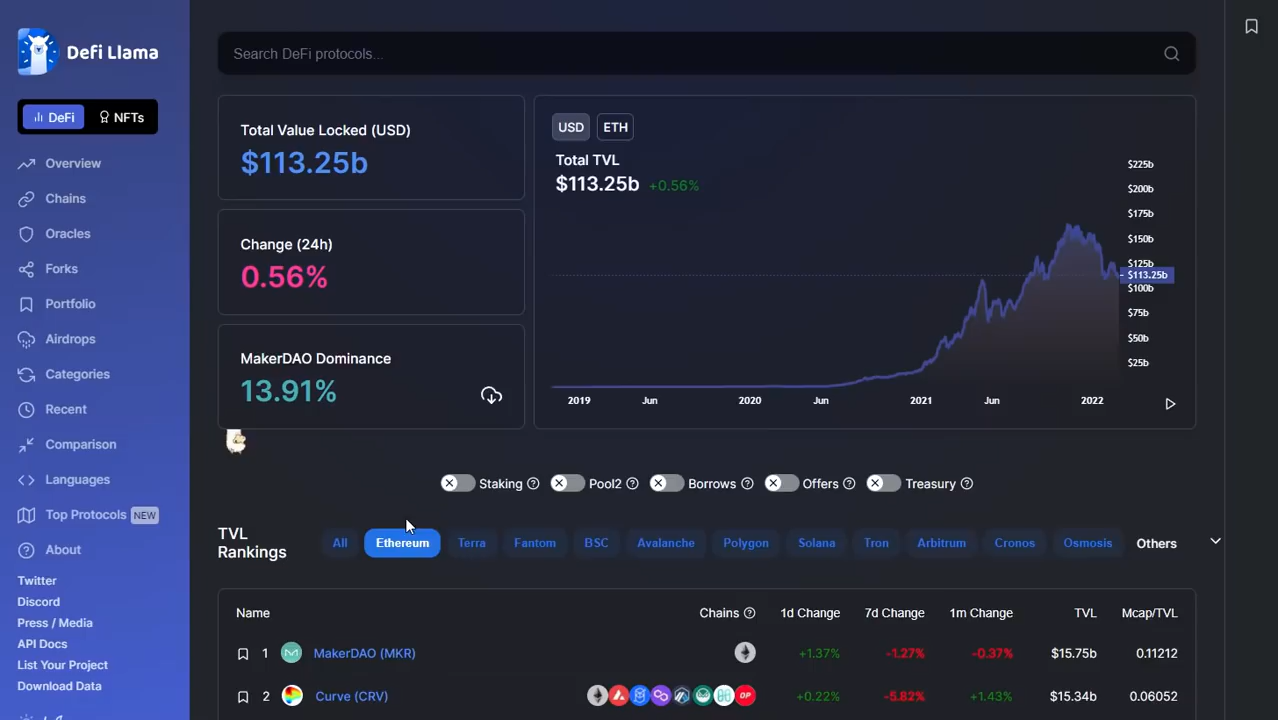 Defi Llama
DeFi
NFTs
Overview
Chains
Oracles
Forks
Portfolio
Airdrops
Categories
Recent
Comparison
Languages
Top Protocols NEW
About
Twitter
Discord
Press / Media
API Docs
List Your Project
Download Data
Search DeFi protocols...
Total Value Locked (USD)
$113.25b
Change (24h)
0.56%
MakerDAO Dominance
13.91%
USD ETH
Total TVL
$113.25b +0.56%
$225b
$200b
$175b
$150b
$125b
$113.25b
$100b
$75b
$50b
$25b
2019 Jun 2020 Jun 2021 Jun 2022
Staking Pool2 Borrows Offers Treasury
TVL
Rankings
All Ethereum Terra Fantom BSC Avalanche Polygon Solana Tron Arbitrum Cronos Osmosis Others
Name Chains 1d Change 7d Change 1m Change TVL Mcap/TVL
1 MakerDAO (MKR) +1.37% -1.27% -0.37% $15.75b 0.11212
2 Curve (CRV) OP +0.22% -5.82% +1.43% $15.34b 0.06052